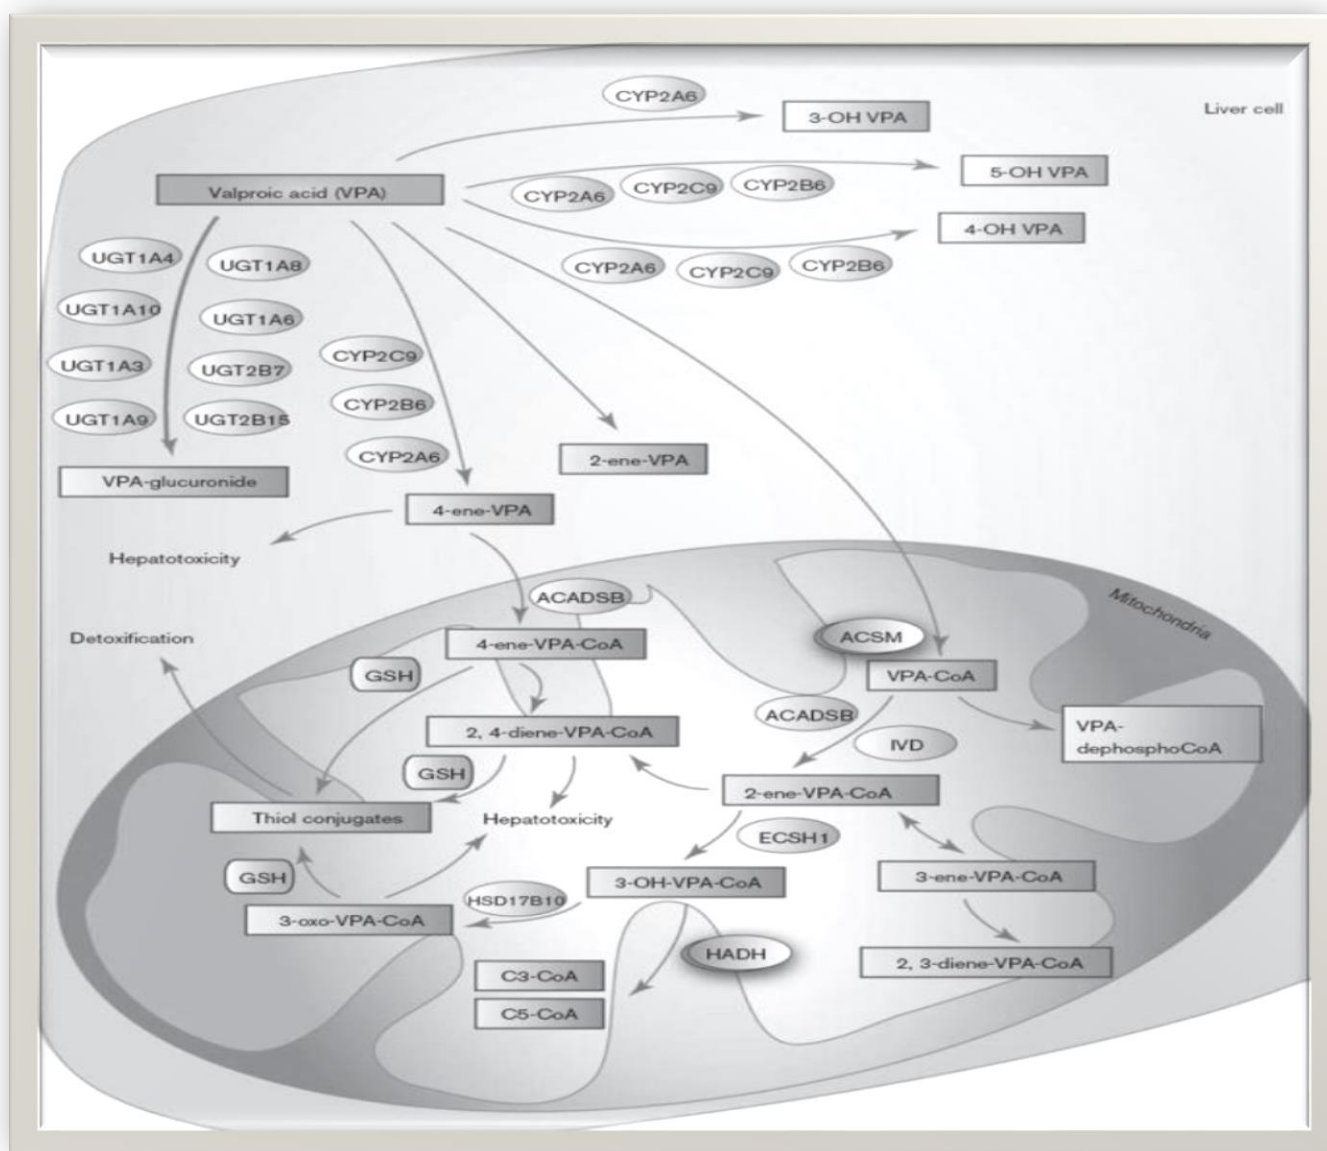 CYP2A6
3-OH VPA
Liver cell
Valproic acid (VPA)
5-OH VPA
CYP2A6
CYP2C9
CYP2B6
4-OH VPA
CYP2A6
CYP2C9
CYP2B6
UGT1A4
UGT1A8
UGT1A10
UGT1A6
UGT1A3
UGT2B7
UGT1A9
UGT2B15
CYP2C9
CYP2B6
CYP2A6
VPA-glucuronide
2-ene-VPA
4-ene-VPA
Hepatotoxicity
Detoxification
Mitochondria
ACADSB
4-ene-VPA-CoA
ACSM
GSH
VPA-CoA
2, 4-diene-VPA-CoA
ACADSB
IVD
VPA-
dephosphoCoA
GSH
2-ene-VPA-CoA
Thiol conjugates
Hepatotoxicity
ECSH1
GSH
3-OH-VPA-CoA
3-ene-VPA-CoA
HSD17B10
3-oxo-VPA-CoA
HADH
2, 3-diene-VPA-CoA
C3-CoA
C5-CoA